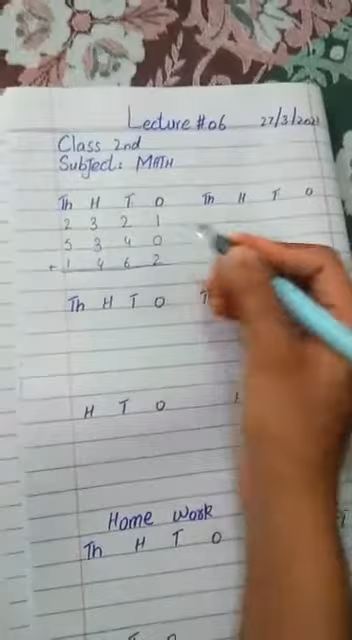 Lecture #06 27/3/2021
Class 2nd
Subject: MATH
Th H T O Th H T O
2 3 2 1
5 3 4 0
+ 1 4 6 2
Th H T O T
H T O H
Home Work
Th H T O T
T O